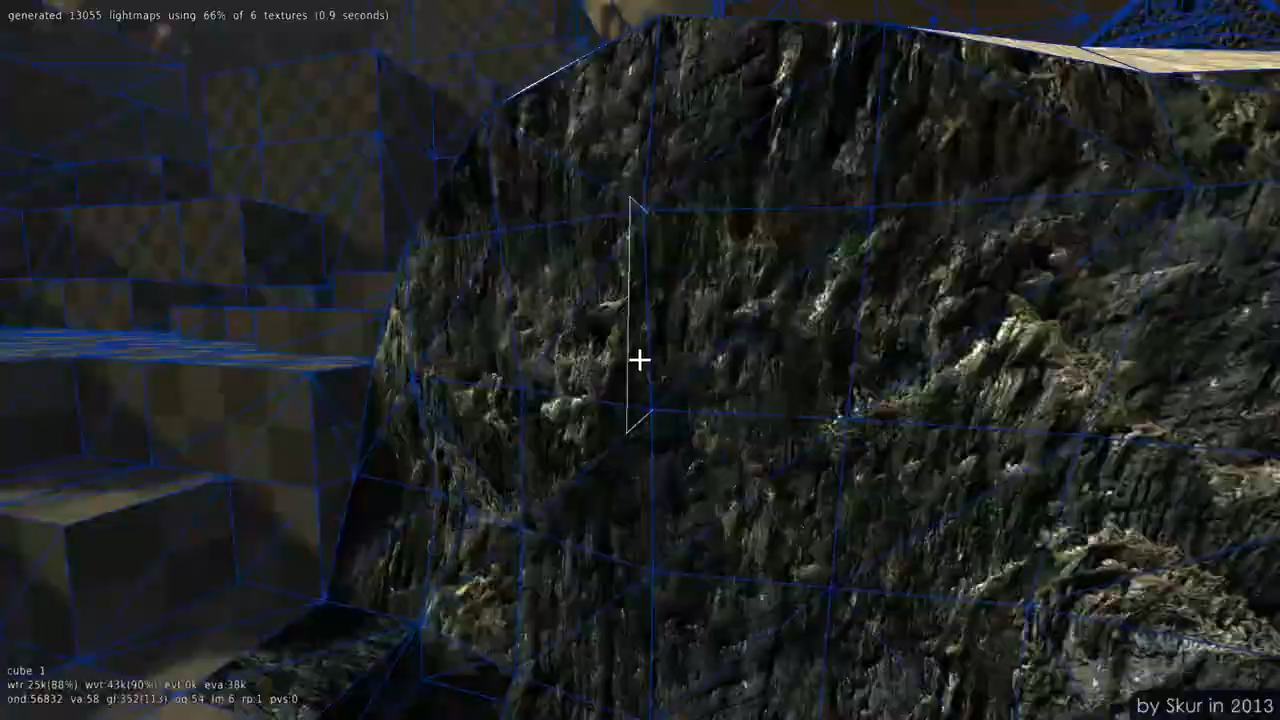 generated 13055 lightmaps using 66% of 6 textures (0.9 seconds)
cube 1
wtr:25k(88%) wvt:43k(90%) evt:0k eva:38k
ond:56832 va:58 gl:352(113) oq:54 lm:6 rp:1 pvs:0
by Skur in 2013